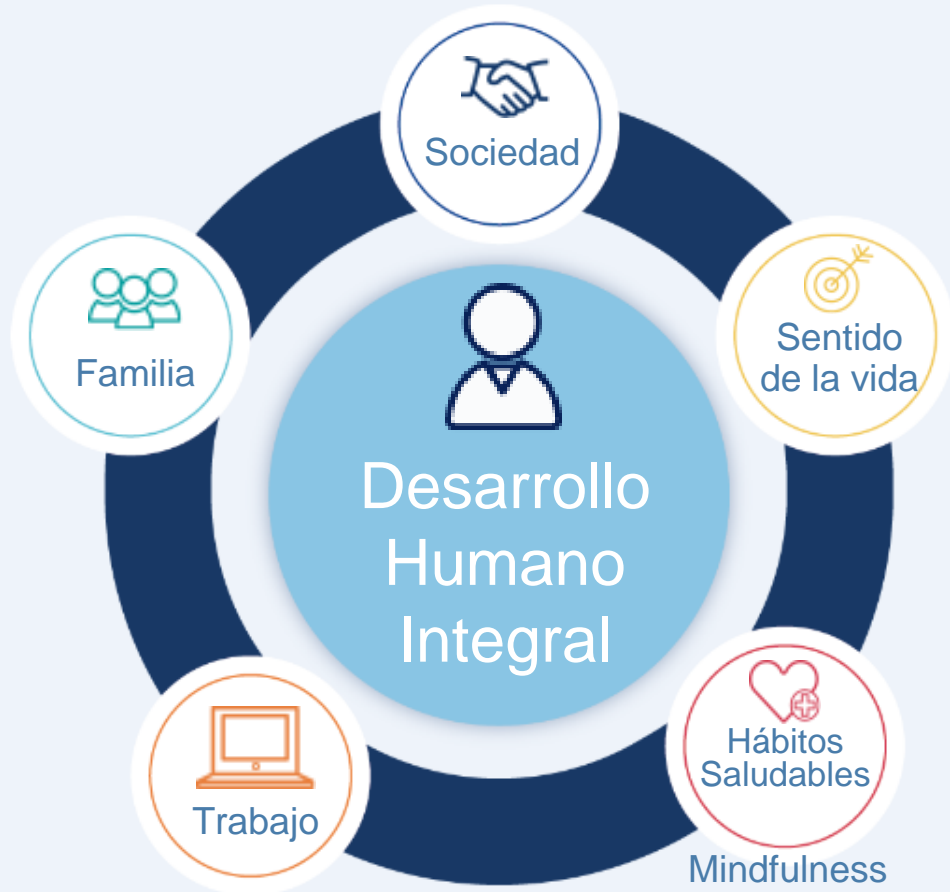 Sociedad
Familia
Sentido
de la vida
Desarrollo
Humano
Integral
Hábitos
Saludables
Trabajo
Mindfulness